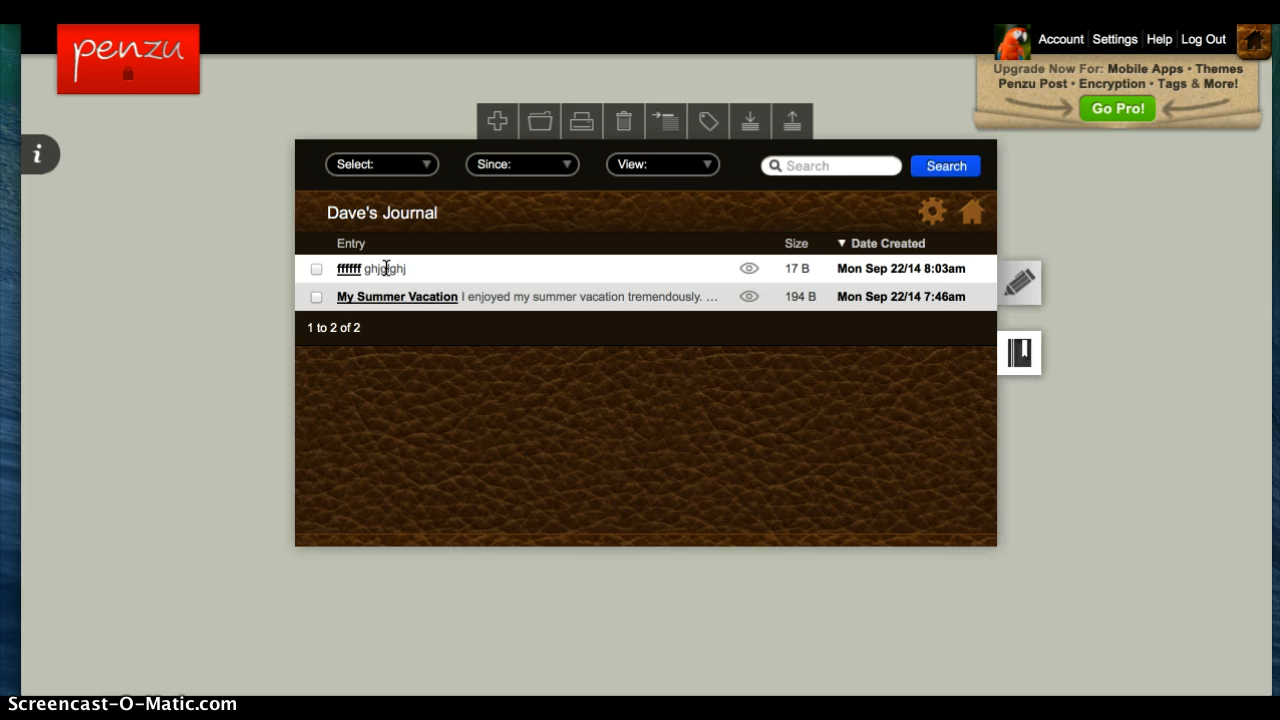 penzu
Account Settings Help Log Out
Upgrade Now For: Mobile Apps • Themes
Penzu Post • Encryption • Tags & More!
Go Pro!
i
Select: Since: View: Search Search
Dave's Journal
Entry Size ▼ Date Created
ffffff ghjgjghj 17 B Mon Sep 22/14 8:03am
My Summer Vacation I enjoyed my summer vacation tremendously. ... 194 B Mon Sep 22/14 7:46am
1 to 2 of 2
Screencast-O-Matic.com